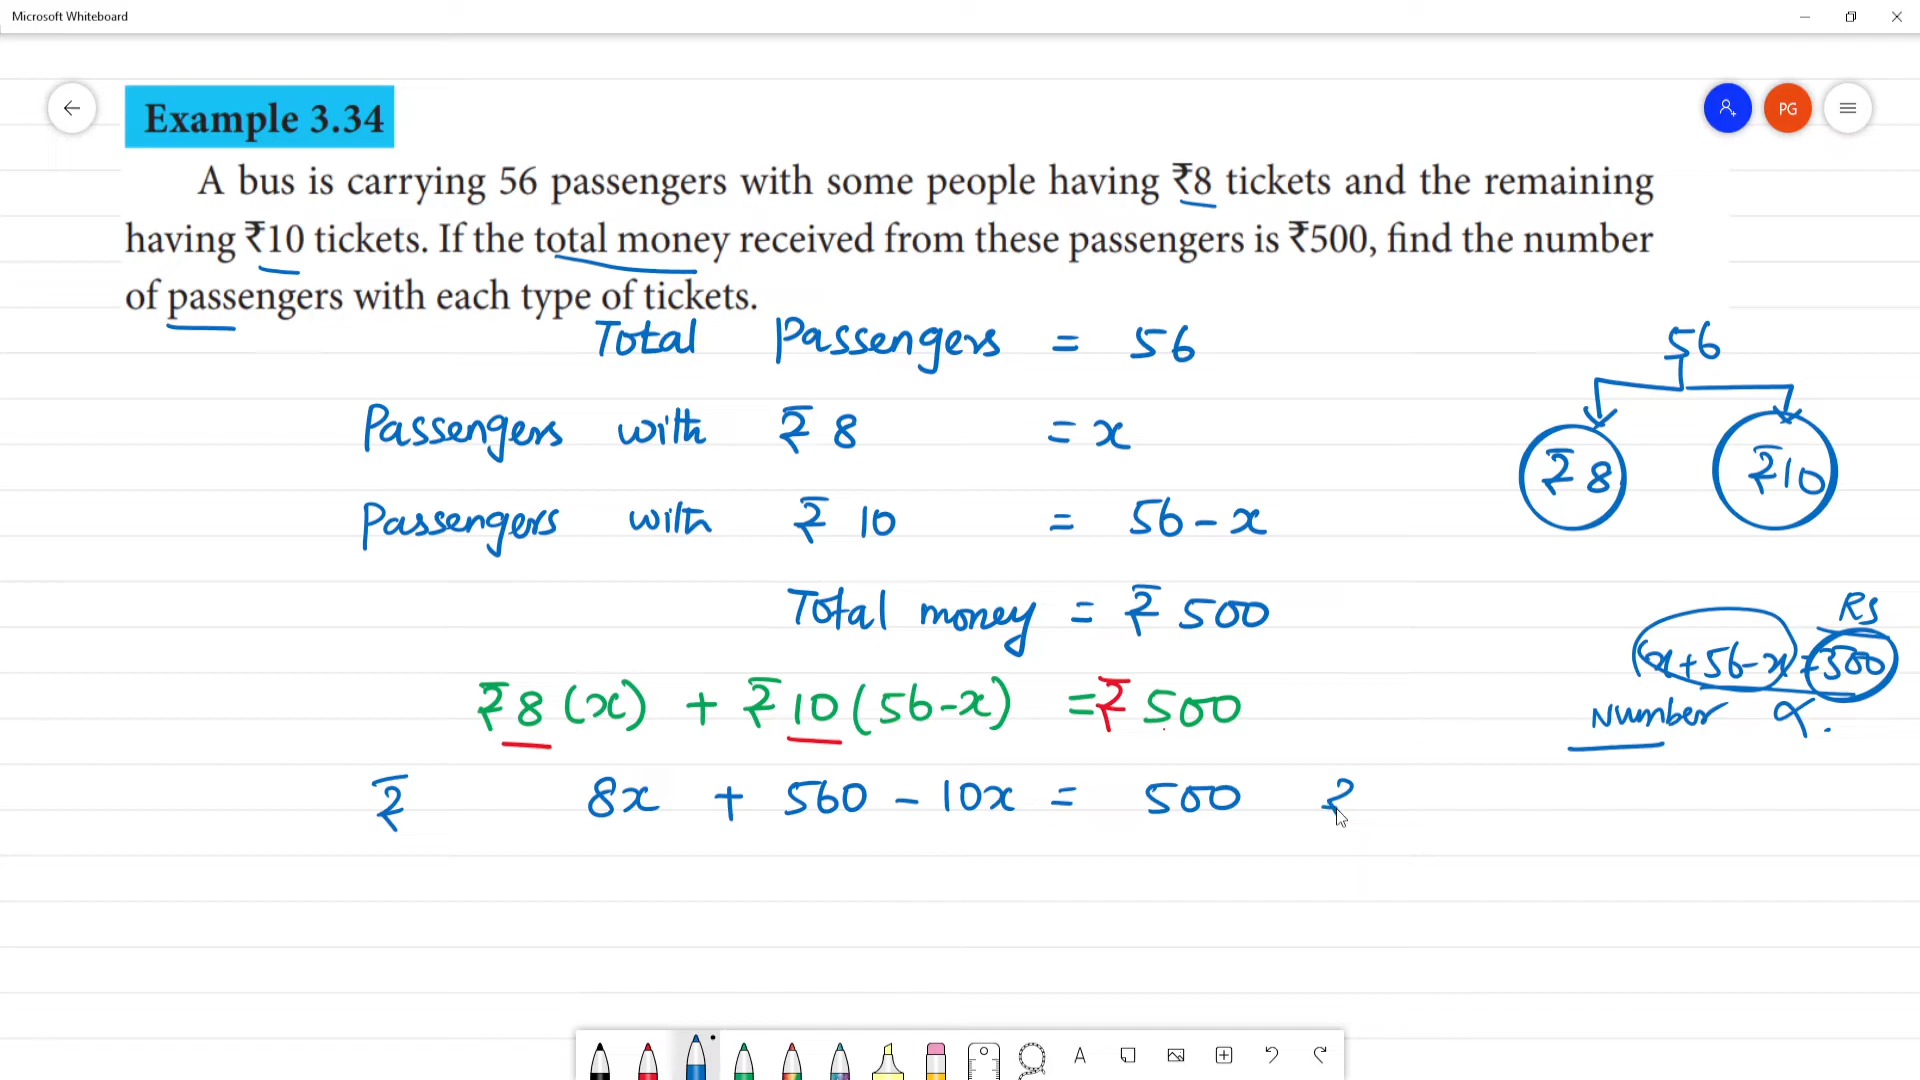 Microsoft Whiteboard
PG
Example 3.34
A bus is carrying 56 passengers with some people having ₹8 tickets and the remaining
having ₹10 tickets. If the total money received from these passengers is ₹500, find the number
of passengers with each type of tickets.
Total Passengers = 56
56
Passengers with ₹ 8 = x
₹ 8
₹10
Passengers with ₹ 10 = 56 - x
Total money = ₹ 500
RS
(x+56-x) = 500
Number
₹ 8 (x) + ₹ 10 (56-x) = ₹ 500
₹ 8x + 560 - 10x = 500
A